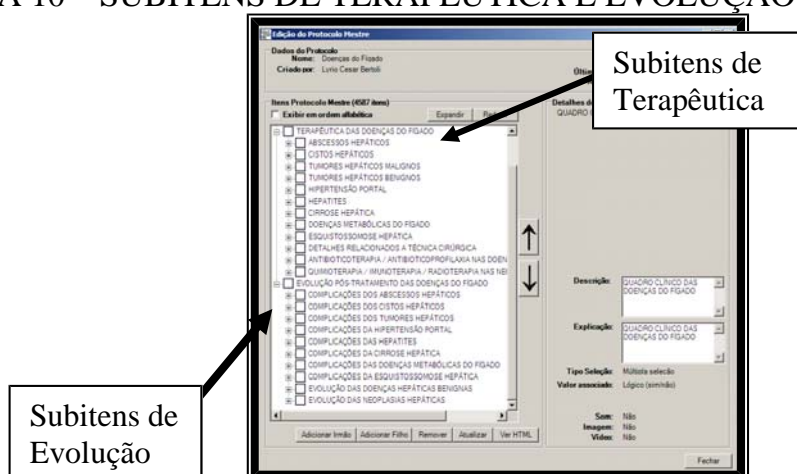 A 10 – SUBITENS DE TERAPÊUTICA E EVOLUÇÃO
Edição do Protocolo Mestre
Dados do Protocolo
Nome: Doenças do Fígado
Criado por: Lyrio Cesar Bertoli
Subitens de
Terapêutica
Itens Protocolo Mestre (4587 itens)
Exibir em ordem alfabética
Expandir
Detalhes d
TERAPÊUTICA DAS DOENÇAS DO FÍGADO
ABSCESSOS HEPÁTICOS
CISTOS HEPÁTICOS
TUMORES HEPÁTICOS MALIGNOS
TUMORES HEPÁTICOS BENIGNOS
HIPERTENSÃO PORTAL
HEPATITES
CIRROSE HEPÁTICA
DOENÇAS METABÓLICAS DO FÍGADO
ESQUISTOSSOMOSE HEPÁTICA
DETALHES RELACIONADOS A TÉCNICA CIRÚRGICA
ANTIBIOTICOTERAPIA / ANTIBIOTICOPROFILAXIA NAS DOEN
QUIMIOTERAPIA / IMUNOTERAPIA / RADIOTERAPIA NAS NE
EVOLUÇÃO PÓS-TRATAMENTO DAS DOENÇAS DO FÍGADO
COMPLICAÇÕES DOS ABSCESSOS HEPÁTICOS
COMPLICAÇÕES DOS CISTOS HEPÁTICOS
COMPLICAÇÕES DOS TUMORES HEPÁTICOS
COMPLICAÇÕES DA HIPERTENSÃO PORTAL
COMPLICAÇÕES DAS HEPATITES
COMPLICAÇÕES DA CIRROSE HEPÁTICA
COMPLICAÇÕES DAS DOENÇAS METABÓLICAS DO FÍGADO
COMPLICAÇÕES DA ESQUISTOSSOMOSE HEPÁTICA
EVOLUÇÃO DAS DOENÇAS HEPÁTICAS BENIGNAS
EVOLUÇÃO DAS NEOPLASIAS HEPÁTICAS
Descrição: QUADRO CLÍNICO DAS
DOENÇAS DO FÍGADO
Explicação: QUADRO CLÍNICO DAS
DOENÇAS DO FÍGADO
Tipo Seleção: Múltipla seleção
Valor associado: Lógico (sim/não)
Som: Não
Imagem: Não
Vídeo: Não
Adicionar Irmão Adicionar Filho Remover Atualizar Ver HTML
Fechar
Subitens de
Evolução